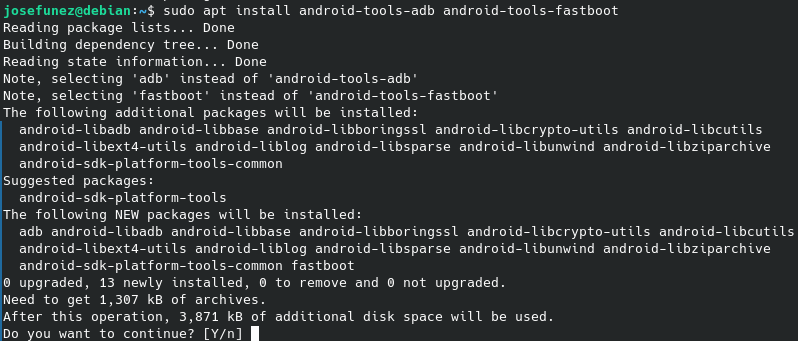 josefunez@debian:~$ sudo apt install android-tools-adb android-tools-fastboot
Reading package lists... Done
Building dependency tree... Done
Reading state information... Done
Note, selecting 'adb' instead of 'android-tools-adb'
Note, selecting 'fastboot' instead of 'android-tools-fastboot'
The following additional packages will be installed:
  android-libadb android-libbase android-libboringssl android-libcrypto-utils android-libcutils
  android-libext4-utils android-liblog android-libsparse android-libunwind android-libziparchive
  android-sdk-platform-tools-common
Suggested packages:
  android-sdk-platform-tools
The following NEW packages will be installed:
  adb android-libadb android-libbase android-libboringssl android-libcrypto-utils android-libcutils
  android-libext4-utils android-liblog android-libsparse android-libunwind android-libziparchive
  android-sdk-platform-tools-common fastboot
0 upgraded, 13 newly installed, 0 to remove and 0 not upgraded.
Need to get 1,307 kB of archives.
After this operation, 3,871 kB of additional disk space will be used.
Do you want to continue? [Y/n]